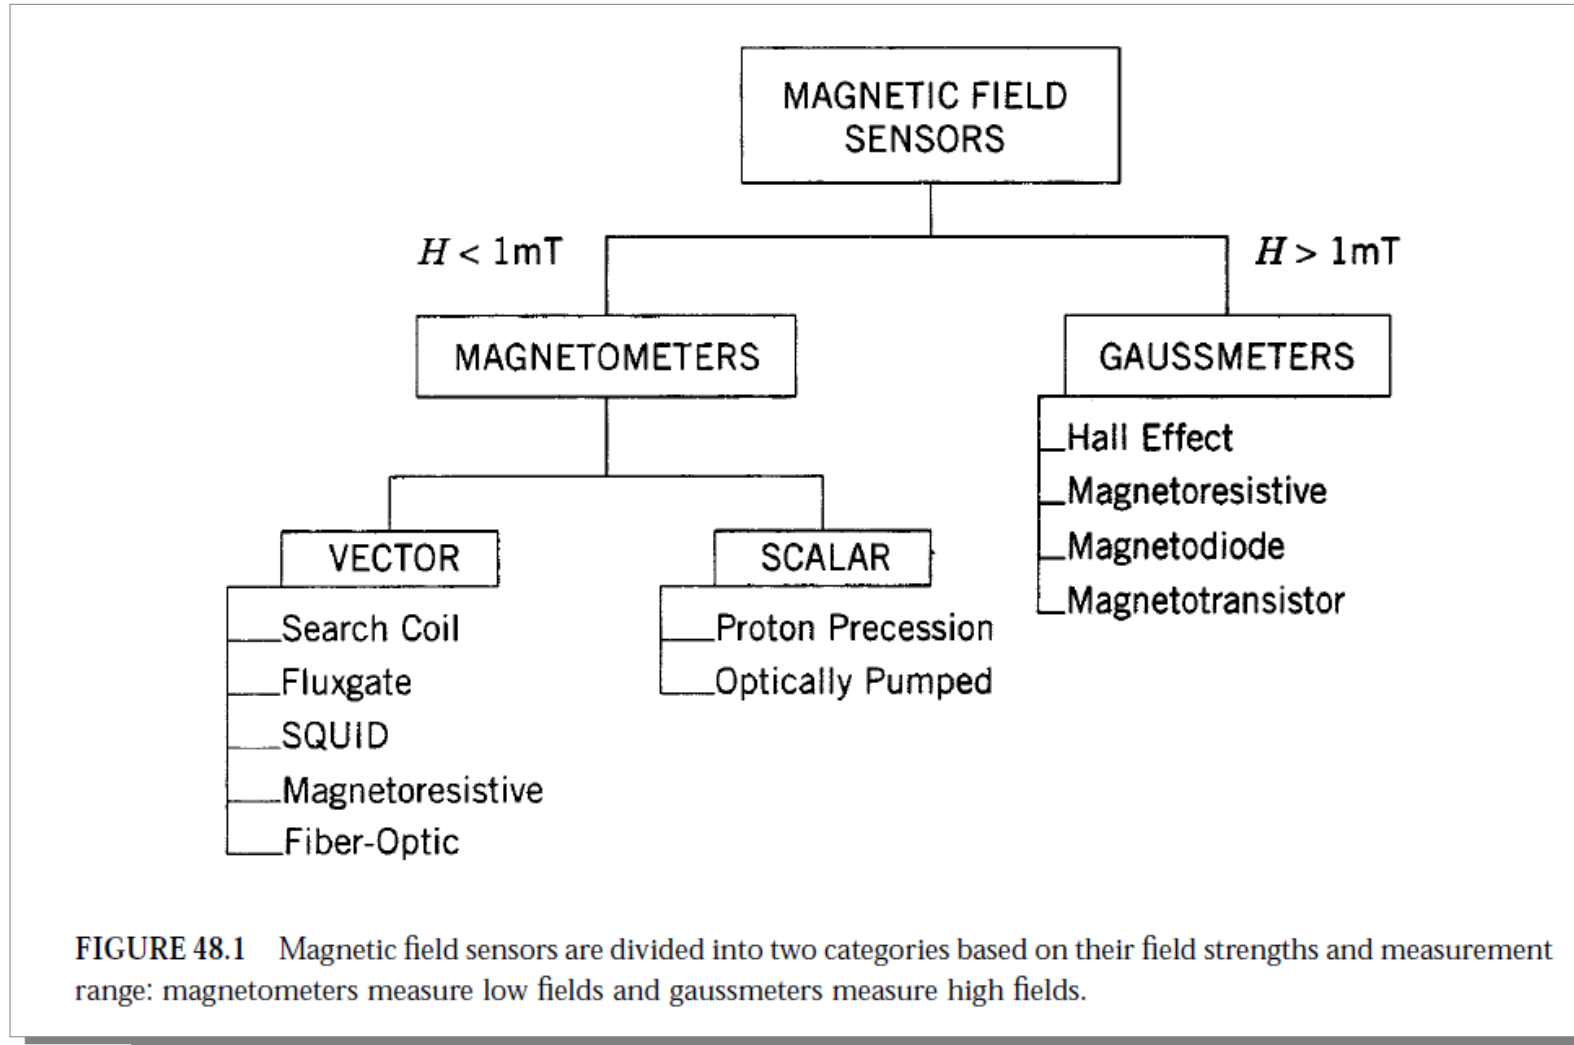 MAGNETIC FIELD
SENSORS
H < 1mT
H > 1mT
MAGNETOMETERS
GAUSSMETERS
Hall Effect
Magnetoresistive
Magnetodiode
Magnetotransistor
VECTOR
SCALAR
Search Coil
Fluxgate
SQUID
Magnetoresistive
Fiber-Optic
Proton Precession
Optically Pumped
FIGURE 48.1 Magnetic field sensors are divided into two categories based on their field strengths and measurement
range: magnetometers measure low fields and gaussmeters measure high fields.